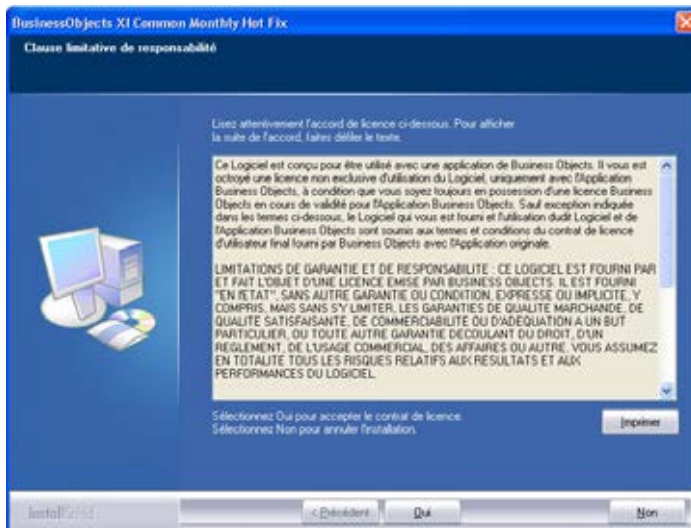 BusinessObjects XI Common Monthly Hot Fix
Clause limitative de responsabilité
Lisez attentivement l'accord de licence ci-dessous. Pour afficher
la suite de l'accord, faites défiler le texte.
Ce Logiciel est conçu pour être utilisé avec une application de Business Objects. Il vous est
octroyé une licence non exclusive d'utilisation du Logiciel, uniquement avec l'Application
Business Objects, à condition que vous soyez toujours en possession d'une licence Business
Objects en cours de validité pour l'Application Business Objects. Sauf exception indiquée
dans les termes ci-dessous, le Logiciel qui vous est fourni et l'utilisation dudit Logiciel et de
l'Application Business Objects sont soumis aux termes et conditions du contrat de licence
d'utilisateur final fourni par Business Objects avec l'Application originale.
LIMITATIONS DE GARANTIE ET DE RESPONSABILITE : CE LOGICIEL EST FOURNI PAR
ET FAIT L'OBJET D'UNE LICENCE EMISE PAR BUSINESS OBJECTS. IL EST FOURNI
"EN l'ETAT", SANS AUTRE GARANTIE OU CONDITION, EXPRESSE OU IMPLICITE, Y
COMPRIS, MAIS SANS S'Y LIMITER, LES GARANTIES DE QUALITE MARCHANDE, DE
QUALITE SATISFAISANTE, DE COMMERCIABILITE OU D'ADEQUATION A UN BUT
PARTICULIER, OU TOUTE AUTRE GARANTIE DECOULANT DU DROIT, D'UN
REGLEMENT, DE L'USAGE COMMERCIAL, DES AFFAIRES OU AUTRE. VOUS ASSUMEZ
EN TOTALITE TOUS LES RISQUES RELATIFS AUX RESULTATS ET AUX
PERFORMANCES DU LOGICIEL.
Sélectionnez Oui pour accepter le contrat de licence.
Sélectionnez Non pour annuler l'installation.
Imprimer
InstallShield
< Précédent
Oui
Non